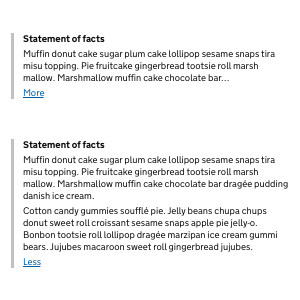 Statement of facts
Muffin donut cake sugar plum cake lollipop sesame snaps tira
misu topping. Pie fruitcake gingerbread tootsie roll marsh
mallow. Marshmallow muffin cake chocolate bar...
More
Statement of facts
Muffin donut cake sugar plum cake lollipop sesame snaps tira
misu topping. Pie fruitcake gingerbread tootsie roll marsh
mallow. Marshmallow muffin cake chocolate bar dragée pudding
danish ice cream.
Cotton candy gummies soufflé pie. Jelly beans chupa chups
donut sweet roll croissant sesame snaps apple pie jelly-o.
Bonbon tootsie roll lollipop dragée marzipan ice cream gummi
bears. Jujubes macaroon sweet roll gingerbread jujubes.
Less